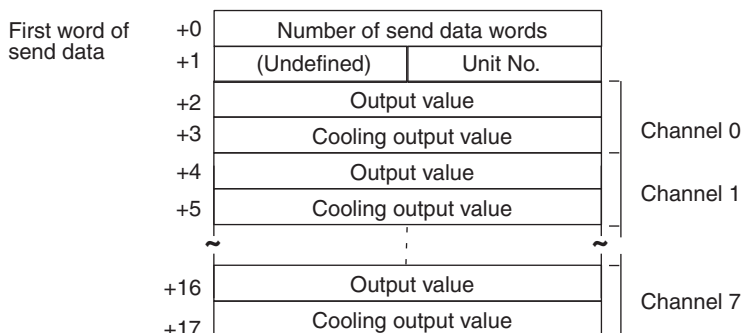 First word of
send data
+0 Number of send data words
+1 (Undefined) Unit No.
+2 Output value
+3 Cooling output value
Channel 0
+4 Output value
+5 Cooling output value
Channel 1
~ ~
+16 Output value
+17 Cooling output value
Channel 7